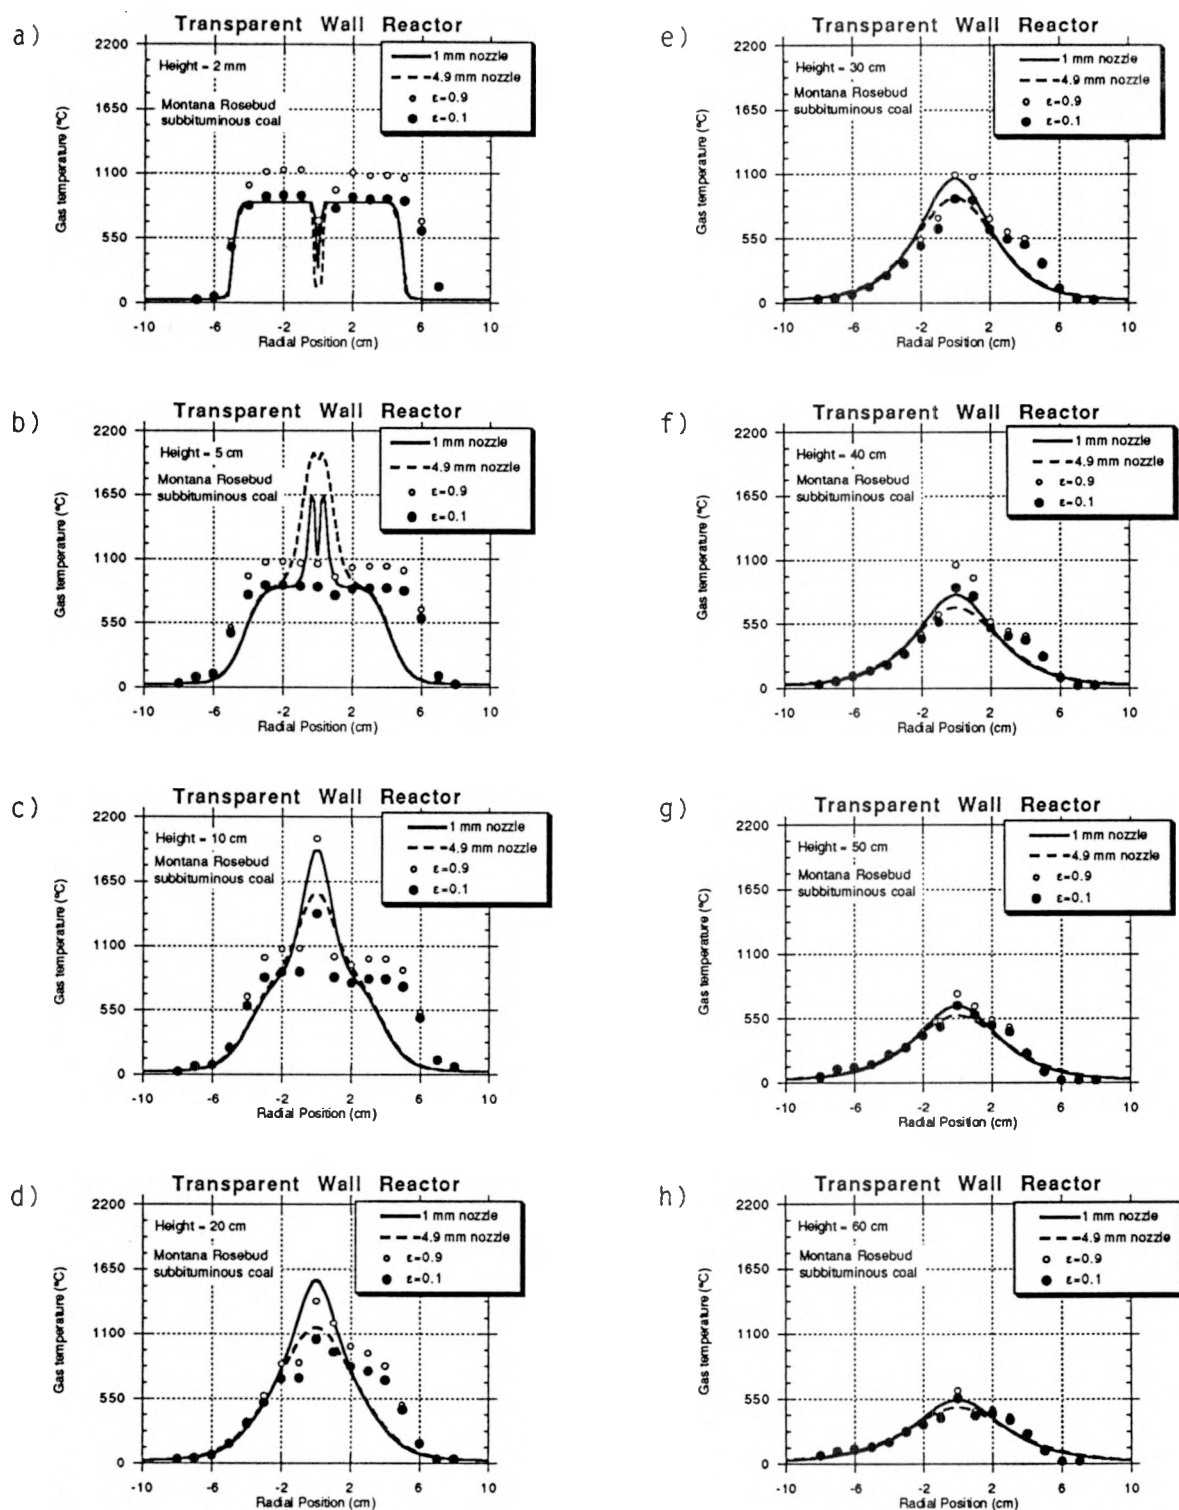 a)
Transparent Wall Reactor
2200
1650
1100
550
0
Gas temperature (°C)
Height = 2 mm
Montana Rosebud
subbituminous coal
1 mm nozzle
4.9 mm nozzle
ε=0.9
ε=0.1
-10 -6 -2 2 6 10
Radial Position (cm)
b)
Transparent Wall Reactor
2200
1650
1100
550
0
Gas temperature (°C)
Height = 5 cm
Montana Rosebud
subbituminous coal
1 mm nozzle
4.9 mm nozzle
ε=0.9
ε=0.1
-10 -6 -2 2 6 10
Radial Position (cm)
c)
Transparent Wall Reactor
2200
1650
1100
550
0
Gas temperature (°C)
Height = 10 cm
Montana Rosebud
subbituminous coal
1 mm nozzle
4.9 mm nozzle
ε=0.9
ε=0.1
-10 -6 -2 2 6 10
Radial Position (cm)
d)
Transparent Wall Reactor
2200
1650
1100
550
0
Gas temperature (°C)
Height = 20 cm
Montana Rosebud
subbituminous coal
1 mm nozzle
4.9 mm nozzle
ε=0.9
ε=0.1
-10 -6 -2 2 6 10
Radial Position (cm)
e)
Transparent Wall Reactor
2200
1650
1100
550
0
Gas temperature (°C)
Height = 30 cm
Montana Rosebud
subbituminous coal
1 mm nozzle
4.9 mm nozzle
ε=0.9
ε=0.1
-10 -6 -2 2 6 10
Radial Position (cm)
f)
Transparent Wall Reactor
2200
1650
1100
550
0
Gas temperature (°C)
Height = 40 cm
Montana Rosebud
subbituminous coal
1 mm nozzle
4.9 mm nozzle
ε=0.9
ε=0.1
-10 -6 -2 2 6 10
Radial Position (cm)
g)
Transparent Wall Reactor
2200
1650
1100
550
0
Gas temperature (°C)
Height = 50 cm
Montana Rosebud
subbituminous coal
1 mm nozzle
4.9 mm nozzle
ε=0.9
ε=0.1
-10 -6 -2 2 6 10
Radial Position (cm)
h)
Transparent Wall Reactor
2200
1650
1100
550
0
Gas temperature (°C)
Height = 60 cm
Montana Rosebud
subbituminous coal
1 mm nozzle
4.9 mm nozzle
ε=0.9
ε=0.1
-10 -6 -2 2 6 10
Radial Position (cm)